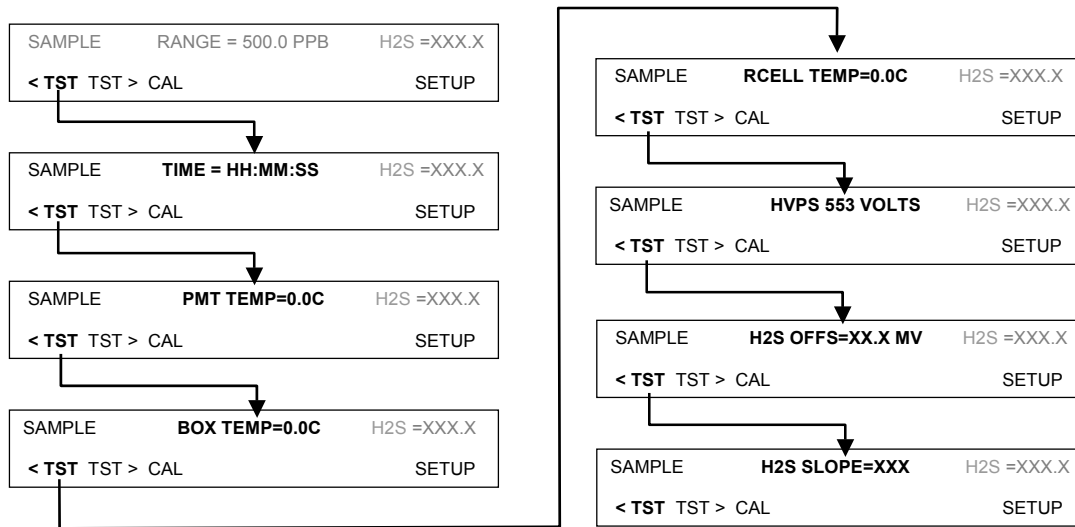 SAMPLE RANGE = 500.0 PPB H2S =XXX.X
< TST TST > CAL SETUP
SAMPLE TIME = HH:MM:SS H2S =XXX.X
< TST TST > CAL SETUP
SAMPLE PMT TEMP=0.0C H2S =XXX.X
< TST TST > CAL SETUP
SAMPLE BOX TEMP=0.0C H2S =XXX.X
< TST TST > CAL SETUP
SAMPLE RCELL TEMP=0.0C H2S =XXX.X
< TST TST > CAL SETUP
SAMPLE HVPS 553 VOLTS H2S =XXX.X
< TST TST > CAL SETUP
SAMPLE H2S OFFS=XX.X MV H2S =XXX.X
< TST TST > CAL SETUP
SAMPLE H2S SLOPE=XXX H2S =XXX.X
< TST TST > CAL SETUP